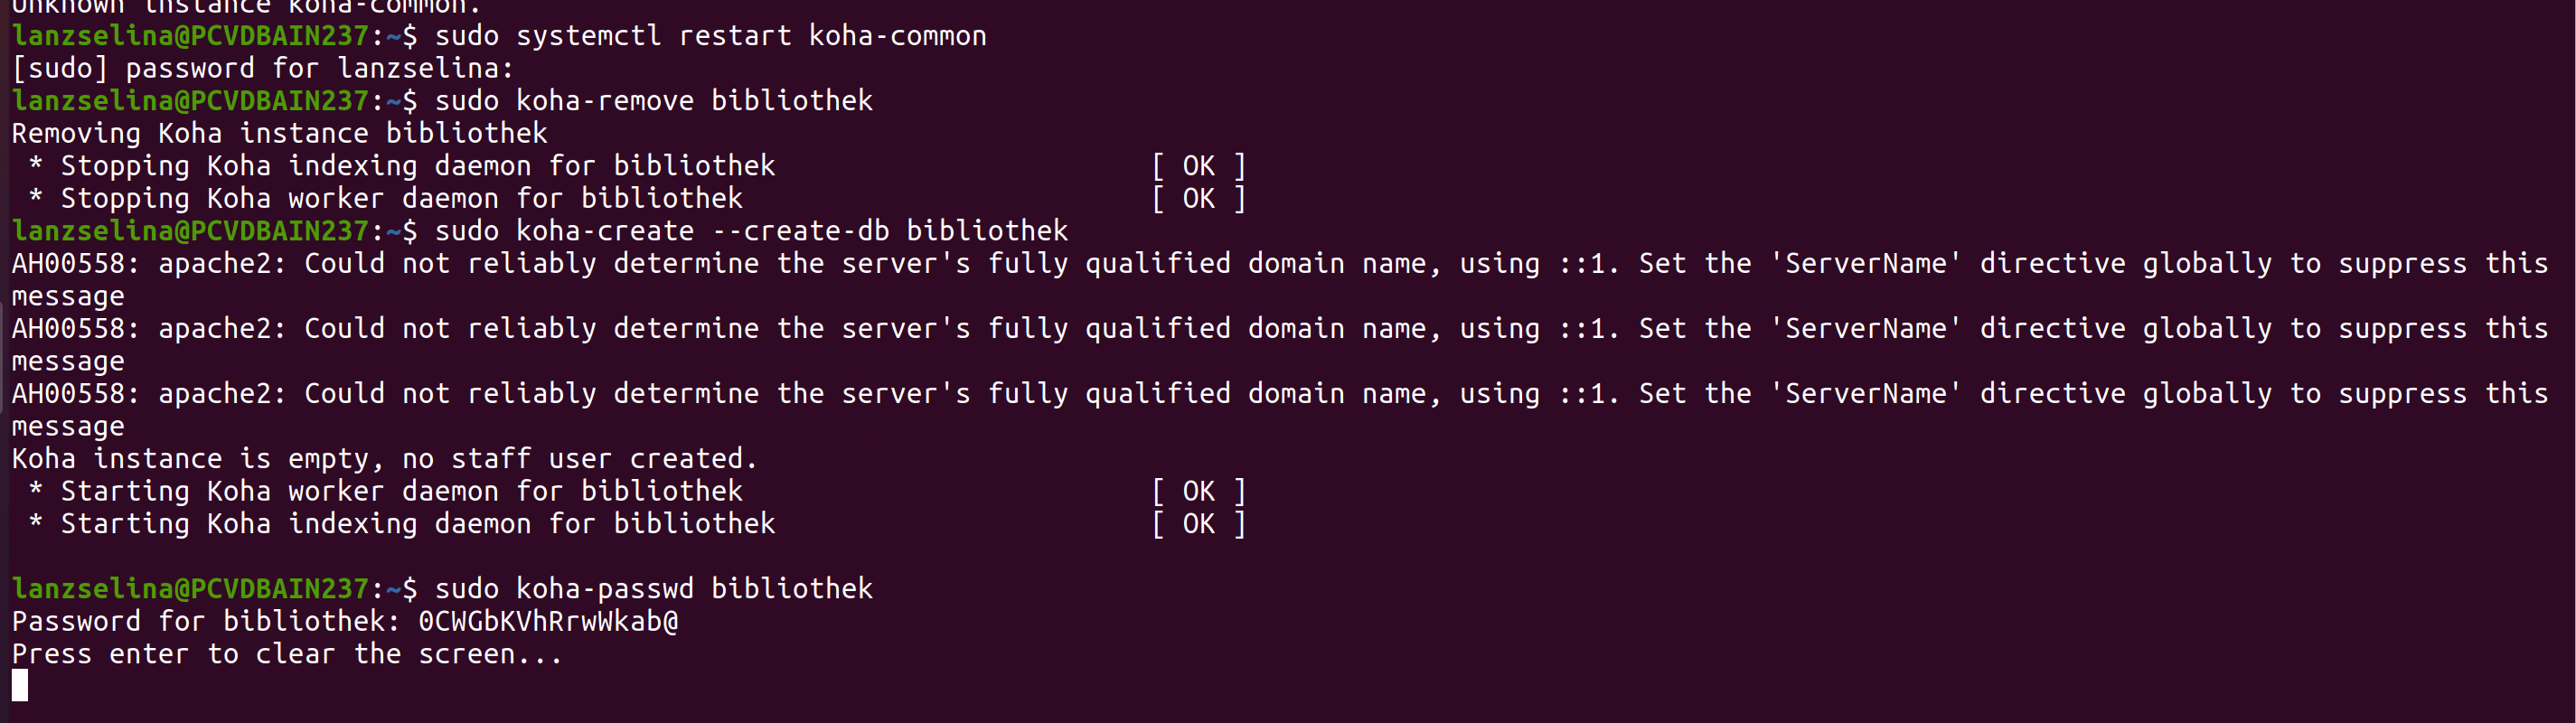 Unknown instance koha-common.
lanzselina@PCVDBAIN237:~$ sudo systemctl restart koha-common
[sudo] password for lanzselina:
lanzselina@PCVDBAIN237:~$ sudo koha-remove bibliothek
Removing Koha instance bibliothek
 * Stopping Koha indexing daemon for bibliothek [ OK ]
 * Stopping Koha worker daemon for bibliothek [ OK ]
lanzselina@PCVDBAIN237:~$ sudo koha-create --create-db bibliothek
AH00558: apache2: Could not reliably determine the server's fully qualified domain name, using ::1. Set the 'ServerName' directive globally to suppress this
message
AH00558: apache2: Could not reliably determine the server's fully qualified domain name, using ::1. Set the 'ServerName' directive globally to suppress this
message
AH00558: apache2: Could not reliably determine the server's fully qualified domain name, using ::1. Set the 'ServerName' directive globally to suppress this
message
Koha instance is empty, no staff user created.
 * Starting Koha worker daemon for bibliothek [ OK ]
 * Starting Koha indexing daemon for bibliothek [ OK ]
lanzselina@PCVDBAIN237:~$ sudo koha-passwd bibliothek
Password for bibliothek: 0CWGbKVhRrwWkab@
Press enter to clear the screen...